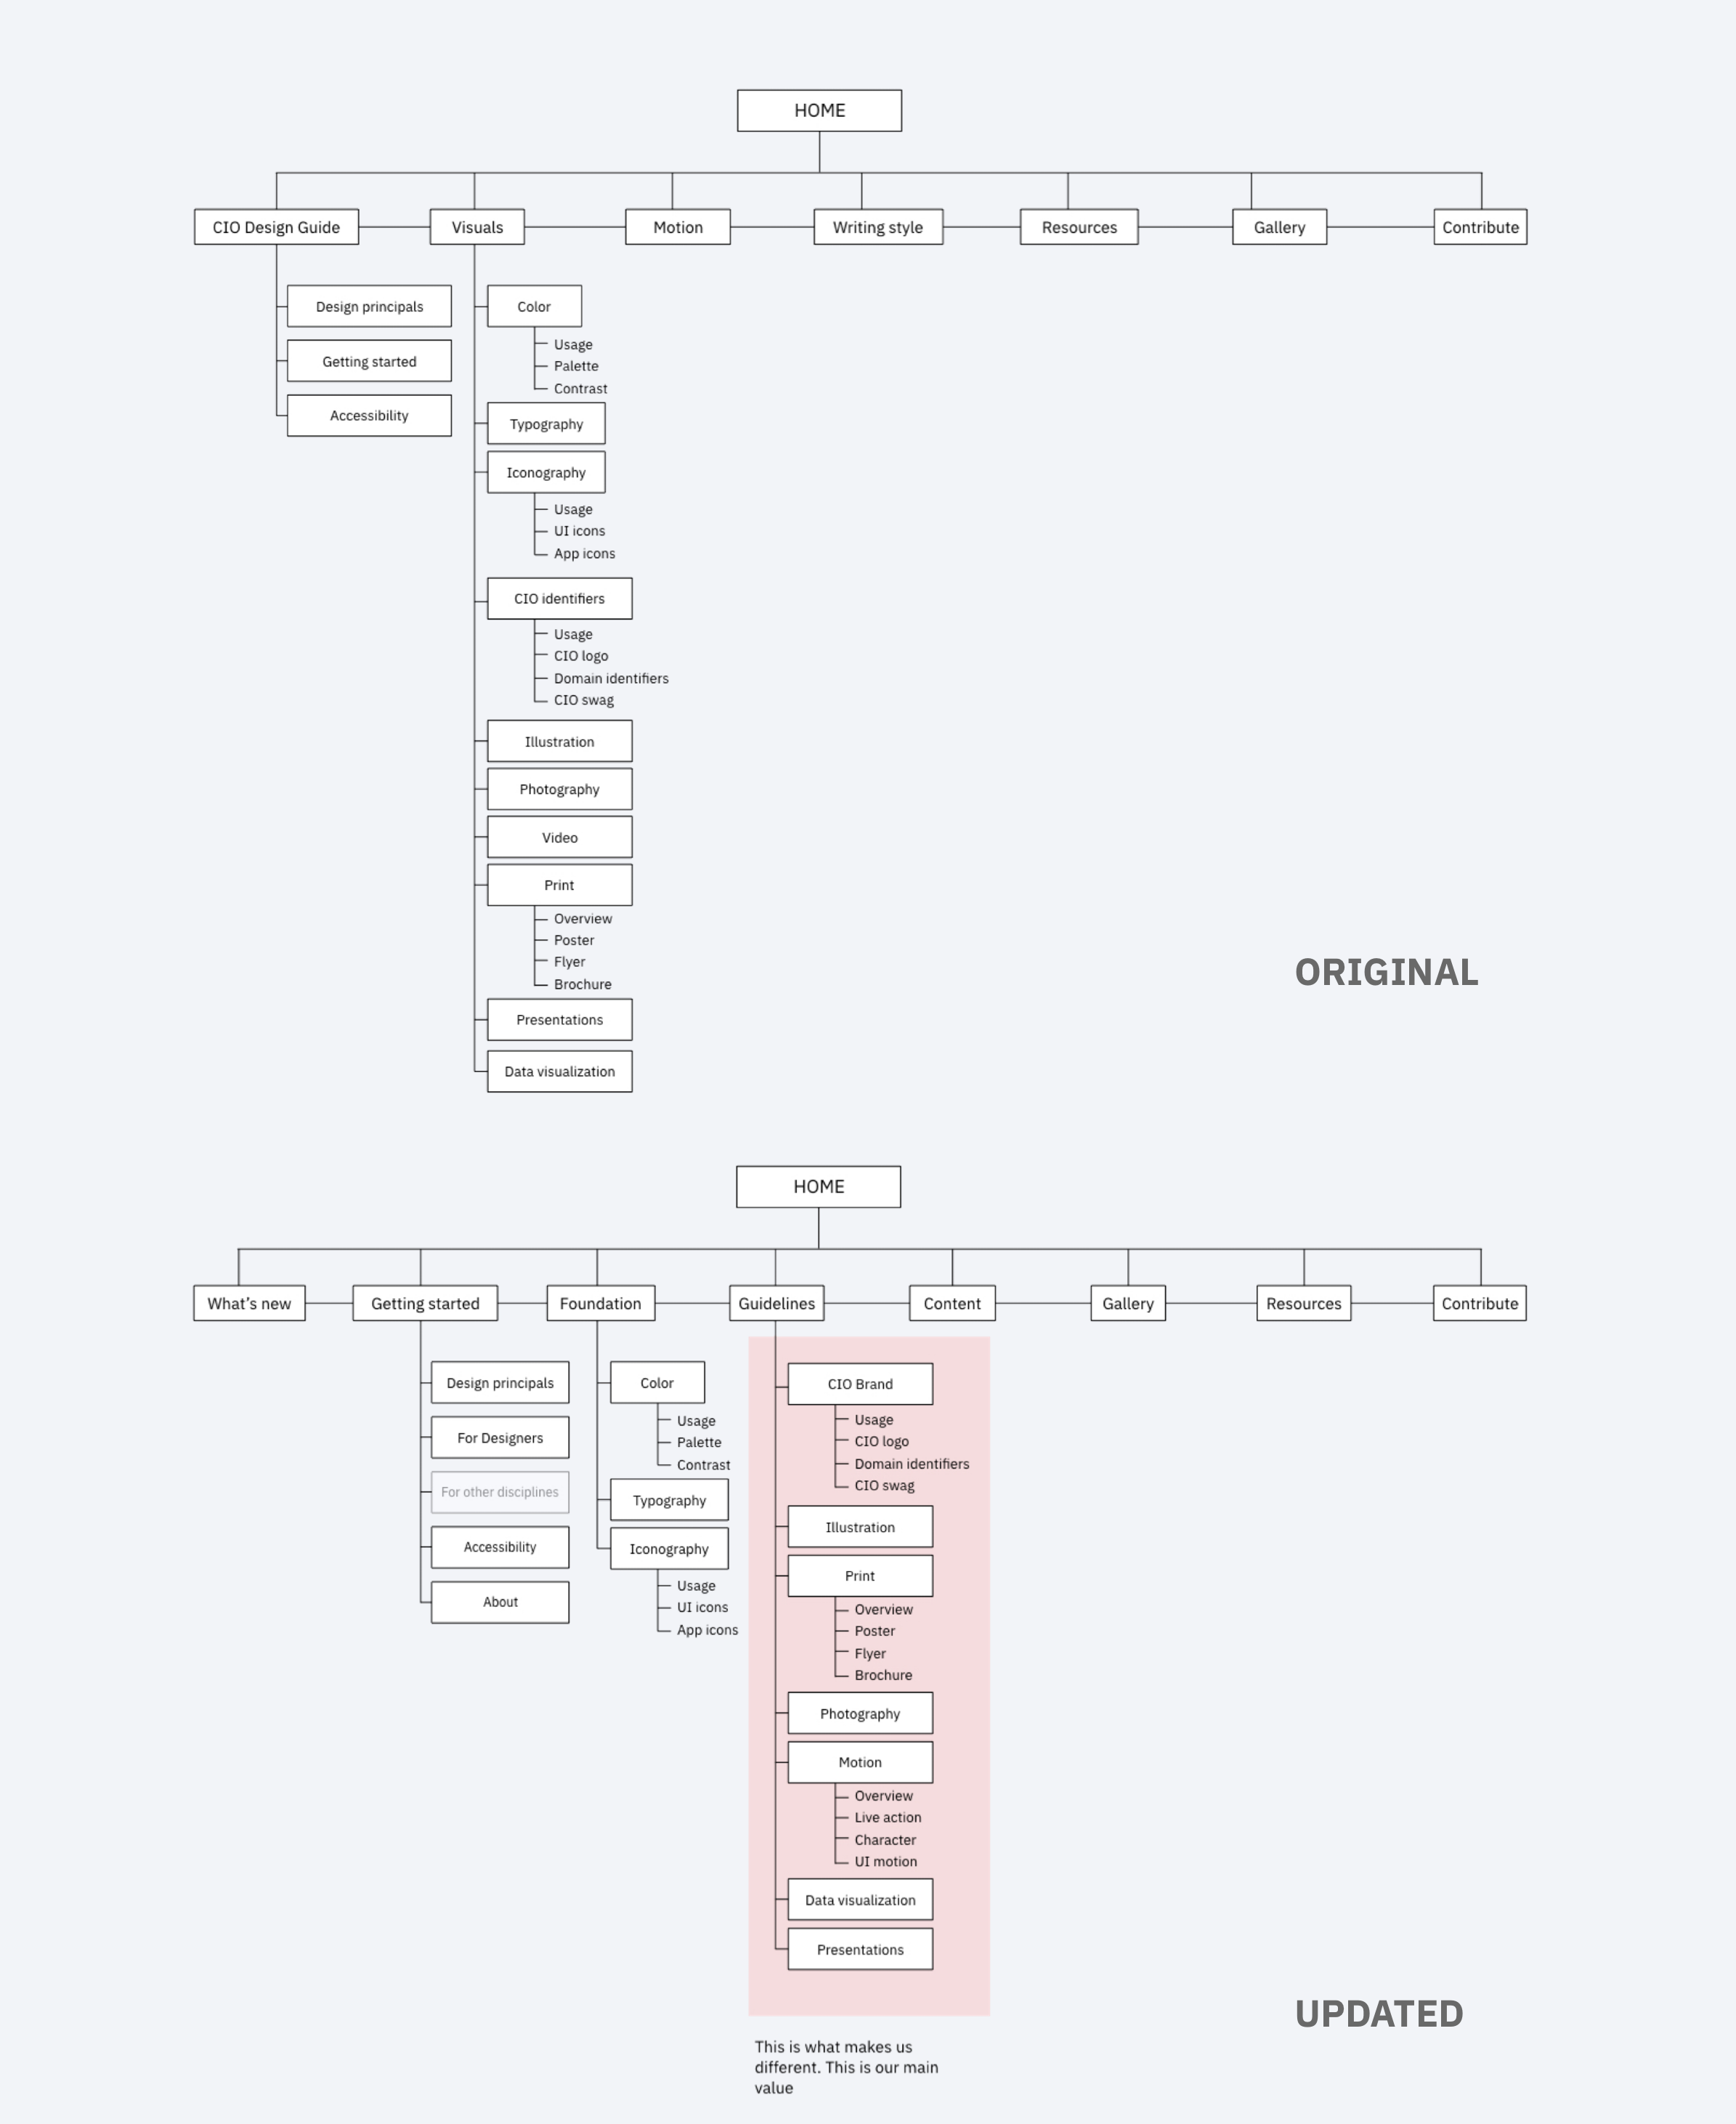 HOME
CIO Design Guide
Visuals
Motion
Writing style
Resources
Gallery
Contribute
Design principals
Getting started
Accessibility
Color
Usage
Palette
Contrast
Typography
Iconography
Usage
UI icons
App icons
CIO identifiers
Usage
CIO logo
Domain identifiers
CIO swag
Illustration
Photography
Video
Print
Overview
Poster
Flyer
Brochure
Presentations
Data visualization
ORIGINAL
HOME
What’s new
Getting started
Foundation
Guidelines
Content
Gallery
Resources
Contribute
Design principals
For Designers
For other disciplines
Accessibility
About
Color
Usage
Palette
Contrast
Typography
Iconography
Usage
UI icons
App icons
CIO Brand
Usage
CIO logo
Domain identifiers
CIO swag
Illustration
Print
Overview
Poster
Flyer
Brochure
Photography
Motion
Overview
Live action
Character
UI motion
Data visualization
Presentations
UPDATED
This is what makes us
different. This is our main
value